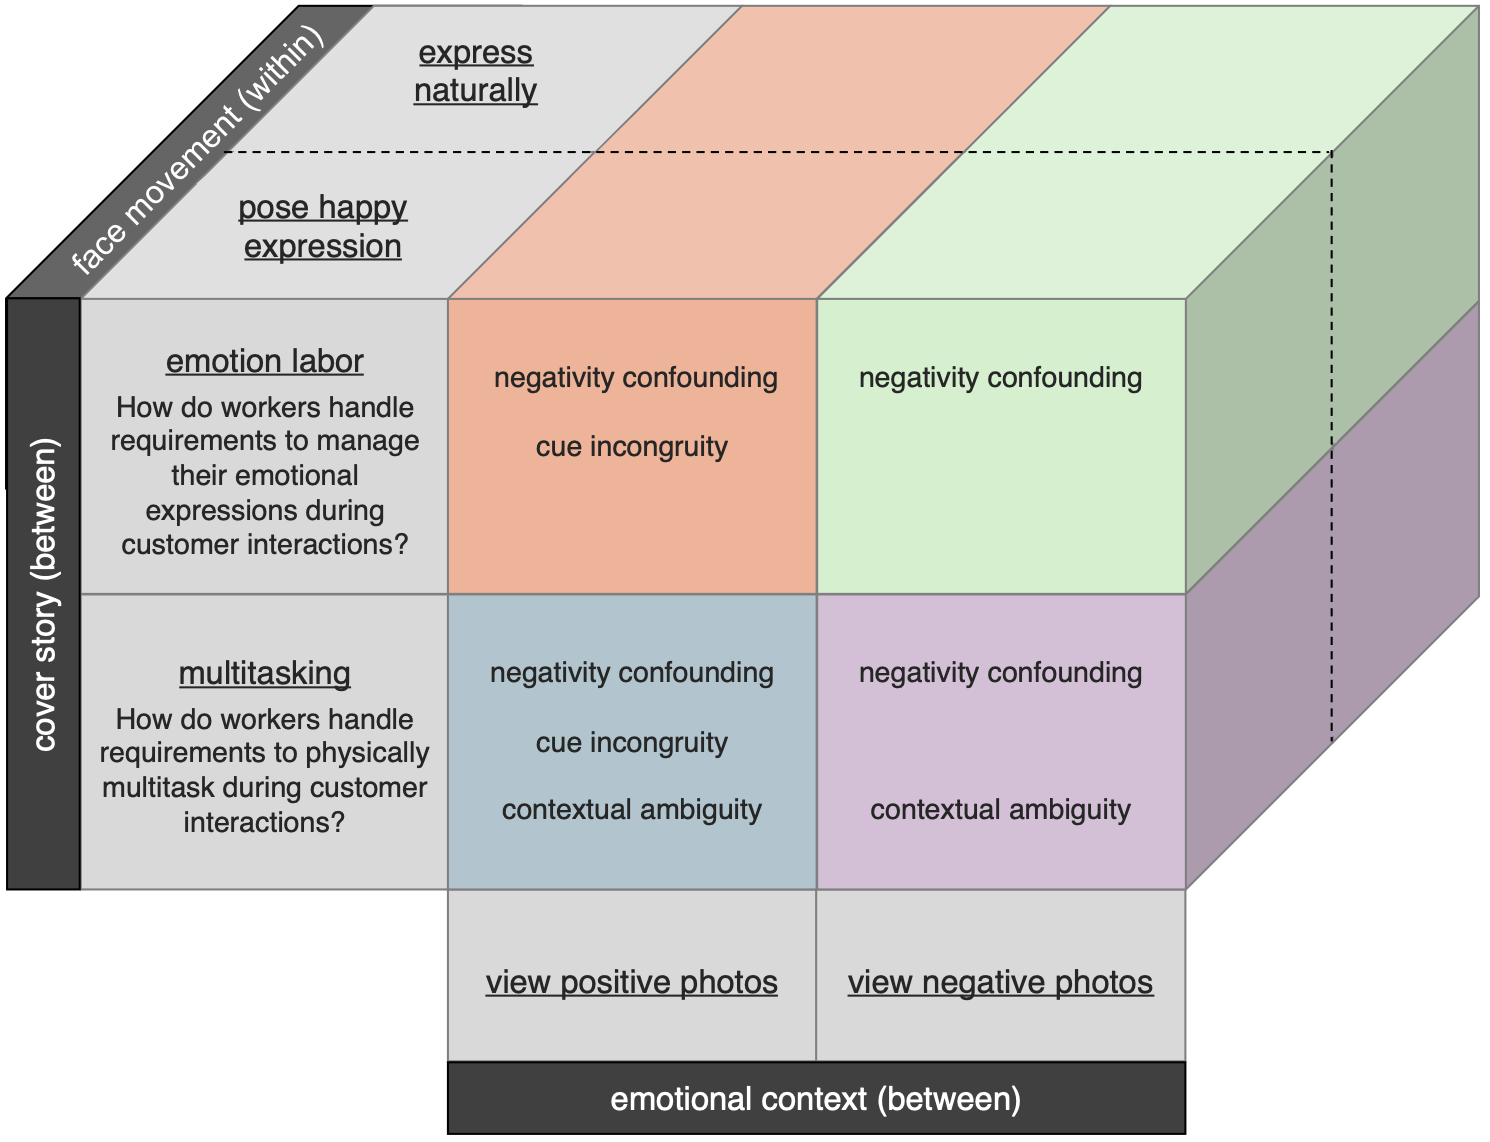 face movement (within)
express
naturally
pose happy
expression
cover story (between)
emotion labor
How do workers handle
requirements to manage
their emotional
expressions during
customer interactions?
negativity confounding
cue incongruity
negativity confounding
multitasking
How do workers handle
requirements to physically
multitask during customer
interactions?
negativity confounding
cue incongruity
contextual ambiguity
negativity confounding
contextual ambiguity
view positive photos
view negative photos
emotional context (between)